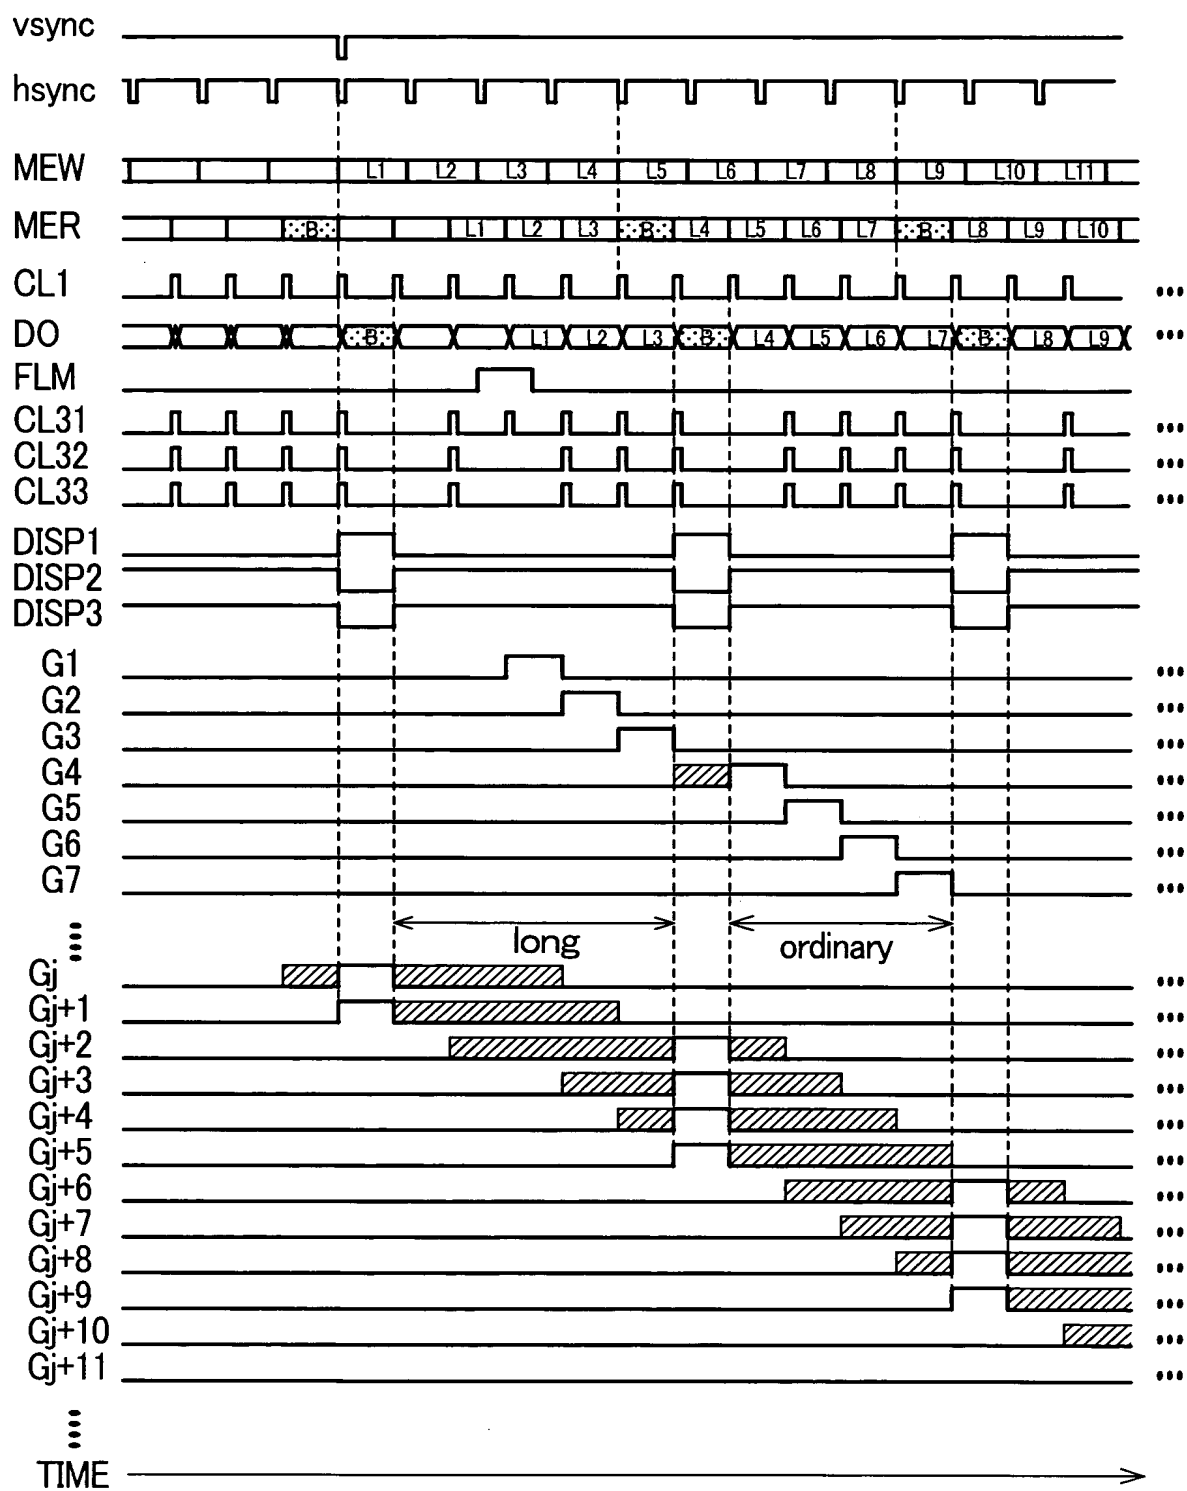 vsync
hsync
MEW L1 L2 L3 L4 L5 L6 L7 L8 L9 L10 L11
MER B L1 L2 L3 B L4 L5 L6 L7 B L8 L9 L10
CL1 •••
DO B L1 L2 L3 B L4 L5 L6 L7 B L8 L9 •••
FLM
CL31 •••
CL32 •••
CL33 •••
DISP1
DISP2
DISP3
G1 •••
G2 •••
G3 •••
G4 •••
G5 •••
G6 •••
G7 •••
long ordinary
Gj •••
Gj+1 •••
Gj+2 •••
Gj+3 •••
Gj+4 •••
Gj+5 •••
Gj+6 •••
Gj+7 •••
Gj+8 •••
Gj+9 •••
Gj+10 •••
Gj+11 •••
TIME